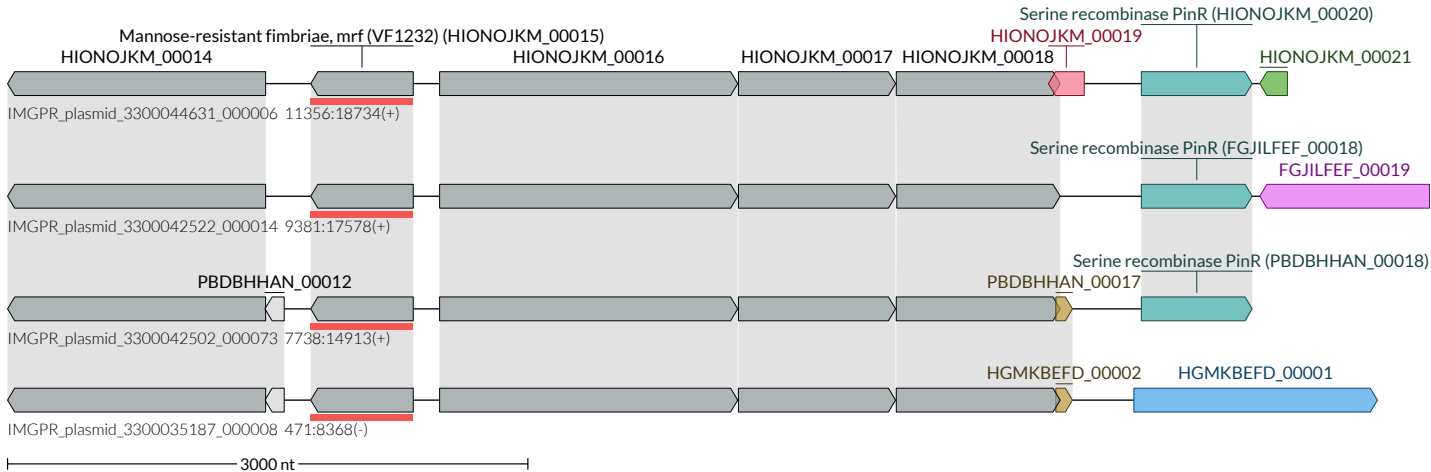 Serine recombinase PinR (HIONOJKM_00020)
Mannose-resistant fimbriae, mrf (VF1232) (HIONOJKM_00015)
HIONOJKM_00019
HIONOJKM_00014
HIONOJKM_00016
HIONOJKM_00017
HIONOJKM_00018
HIONOJKM_00021
IMGPR_plasmid_3300044631_000006 11356:18734(+)
Serine recombinase PinR (FGJILFEF_00018)
FGJILFEF_00019
IMGPR_plasmid_3300042522_000014 9381:17578(+)
Serine recombinase PinR (PBDBHHAN_00018)
PBDBHHAN_00012
PBDBHHAN_00017
IMGPR_plasmid_3300042502_000073 7738:14913(+)
HGMKBEFD_00002
HGMKBEFD_00001
IMGPR_plasmid_3300035187_000008 471:8368(-)
3000 nt